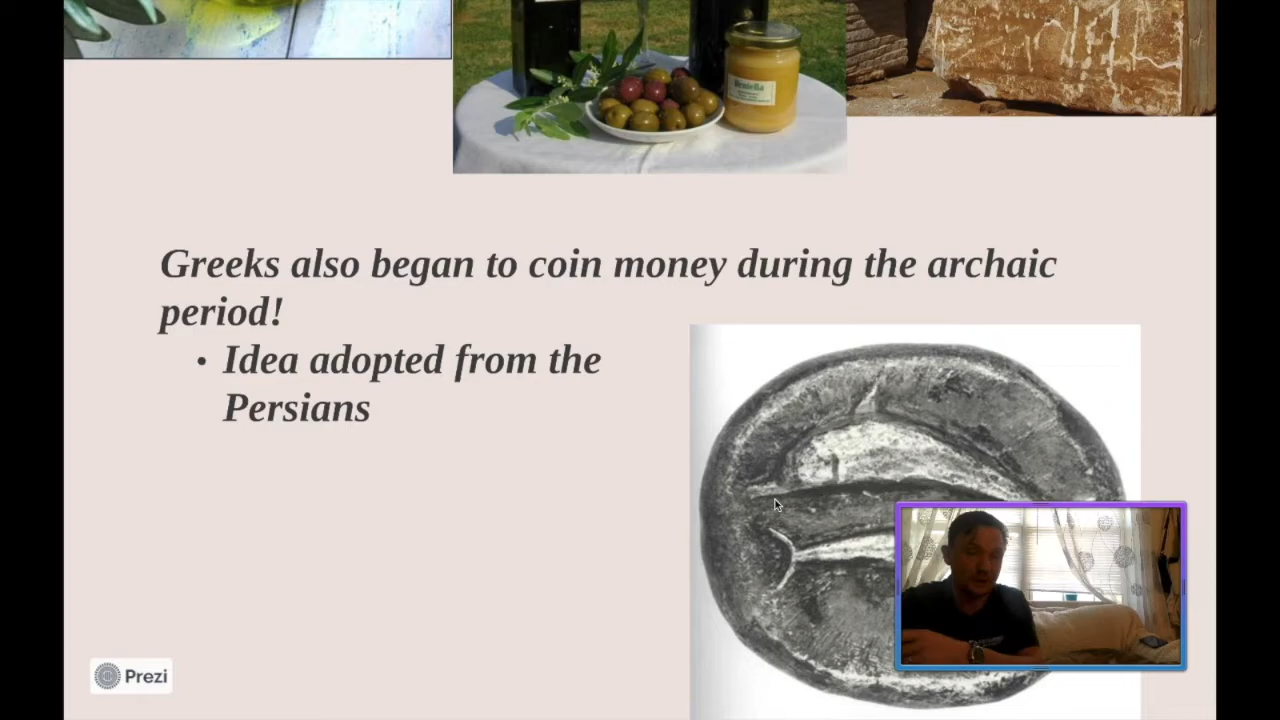 Greeks also began to coin money during the archaic
period!
• Idea adopted from the
Persians
Prezi